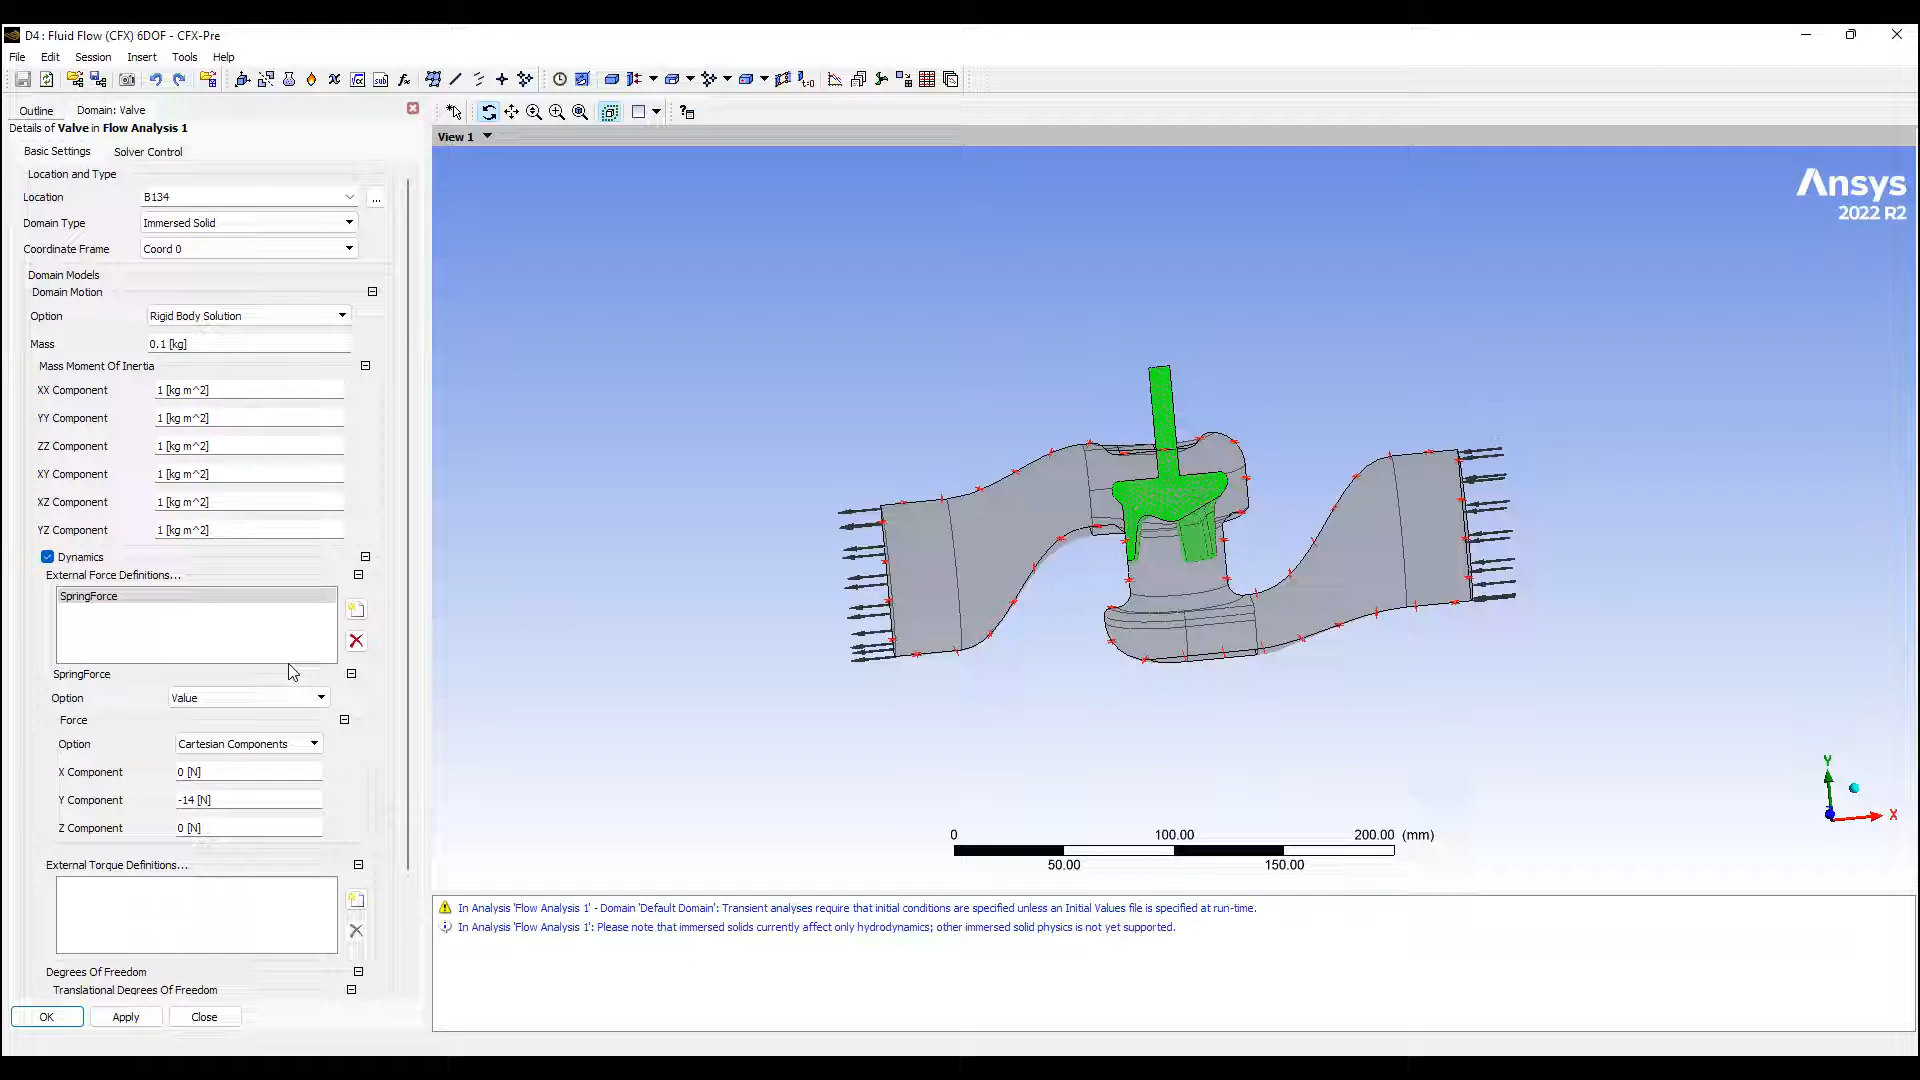 D4 : Fluid Flow (CFX) 6DOF - CFX-Pre
File Edit Session Insert Tools Help
Outline Domain: Valve
Details of Valve in Flow Analysis 1
Basic Settings Solver Control
Location and Type
Location B134 ...
Domain Type Immersed Solid
Coordinate Frame Coord 0
Domain Models
Domain Motion
Option Rigid Body Solution
Mass 0.1 [kg]
Mass Moment Of Inertia
XX Component 1 [kg m^2]
YY Component 1 [kg m^2]
ZZ Component 1 [kg m^2]
XY Component 1 [kg m^2]
XZ Component 1 [kg m^2]
YZ Component 1 [kg m^2]
Dynamics
External Force Definitions...
SpringForce
SpringForce
Option Value
Force
Option Cartesian Components
X Component 0 [N]
Y Component -14 [N]
Z Component 0 [N]
External Torque Definitions...
Degrees Of Freedom
Translational Degrees Of Freedom
OK Apply Close
View 1
Ansys
2022 R2
Y
X
0 100.00 200.00 (mm)
50.00 150.00
In Analysis 'Flow Analysis 1' - Domain 'Default Domain': Transient analyses require that initial conditions are specified unless an Initial Values file is specified at run-time.
In Analysis 'Flow Analysis 1': Please note that immersed solids currently affect only hydrodynamics; other immersed solid physics is not yet supported.